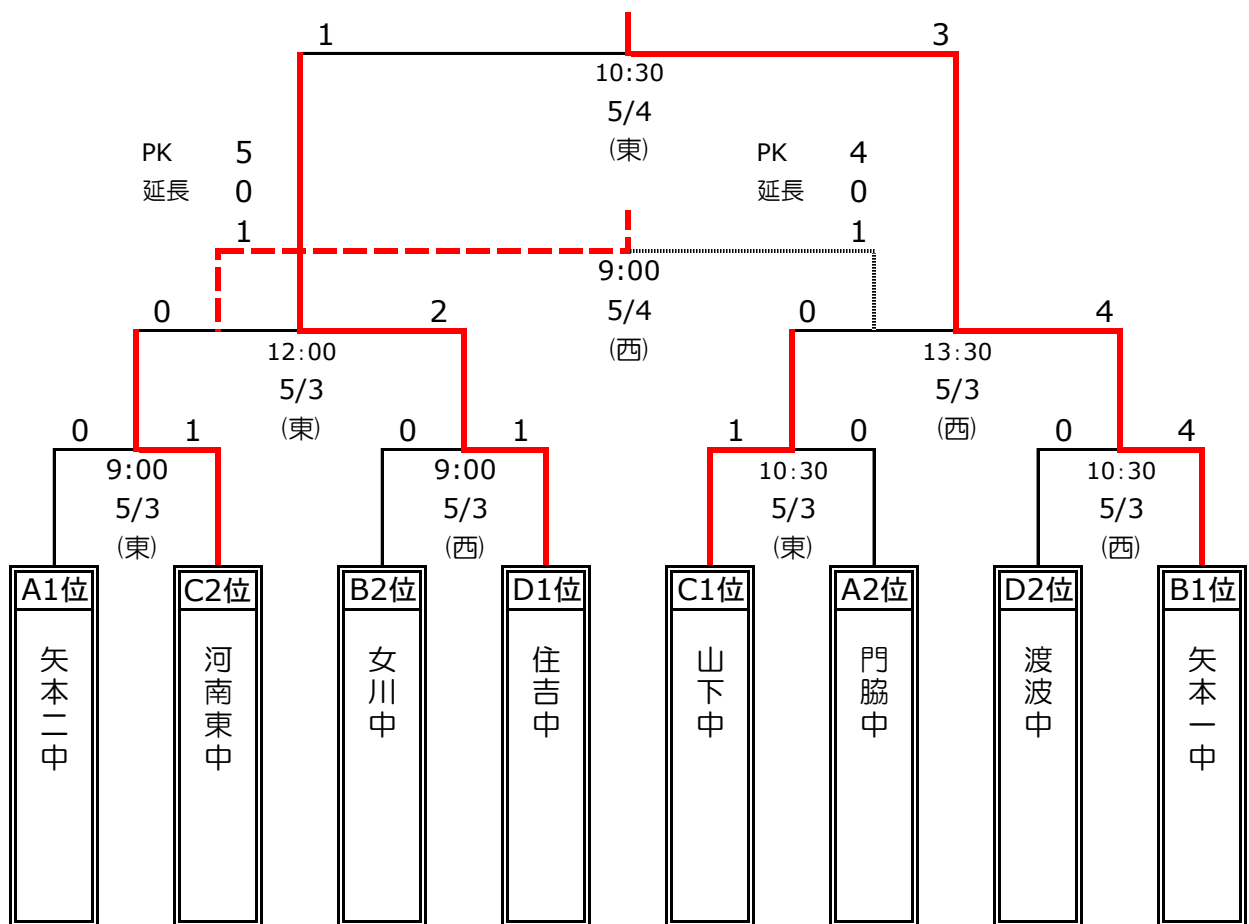 1 3
10:30
5/4
(東)
PK 5 PK 4
延長 0 延長 0
1 1
9:00
5/4
(西)
0 2 0 4
12:00 13:30
5/3 5/3
(東) (西)
0 1 0 1 1 0 0 4
9:00 9:00 10:30 10:30
5/3 5/3 5/3 5/3
(東) (西) (東) (西)
A1位 C2位 B2位 D1位 C1位 A2位 D2位 B1位
矢本二中
河南東中
女川中
住吉中
山下中
門脇中
渡波中
矢本一中